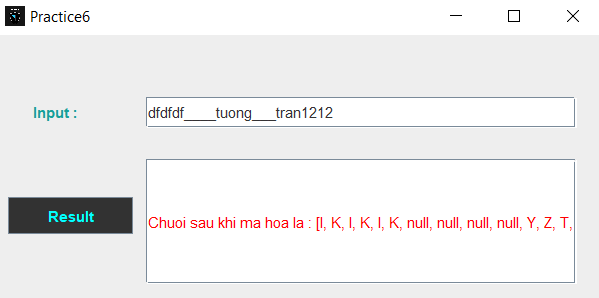 Practice6
Input :
dfdfdf____tuong___tran1212
Result
Chuoi sau khi ma hoa la : [I, K, I, K, I, K, null, null, null, null, Y, Z, T,